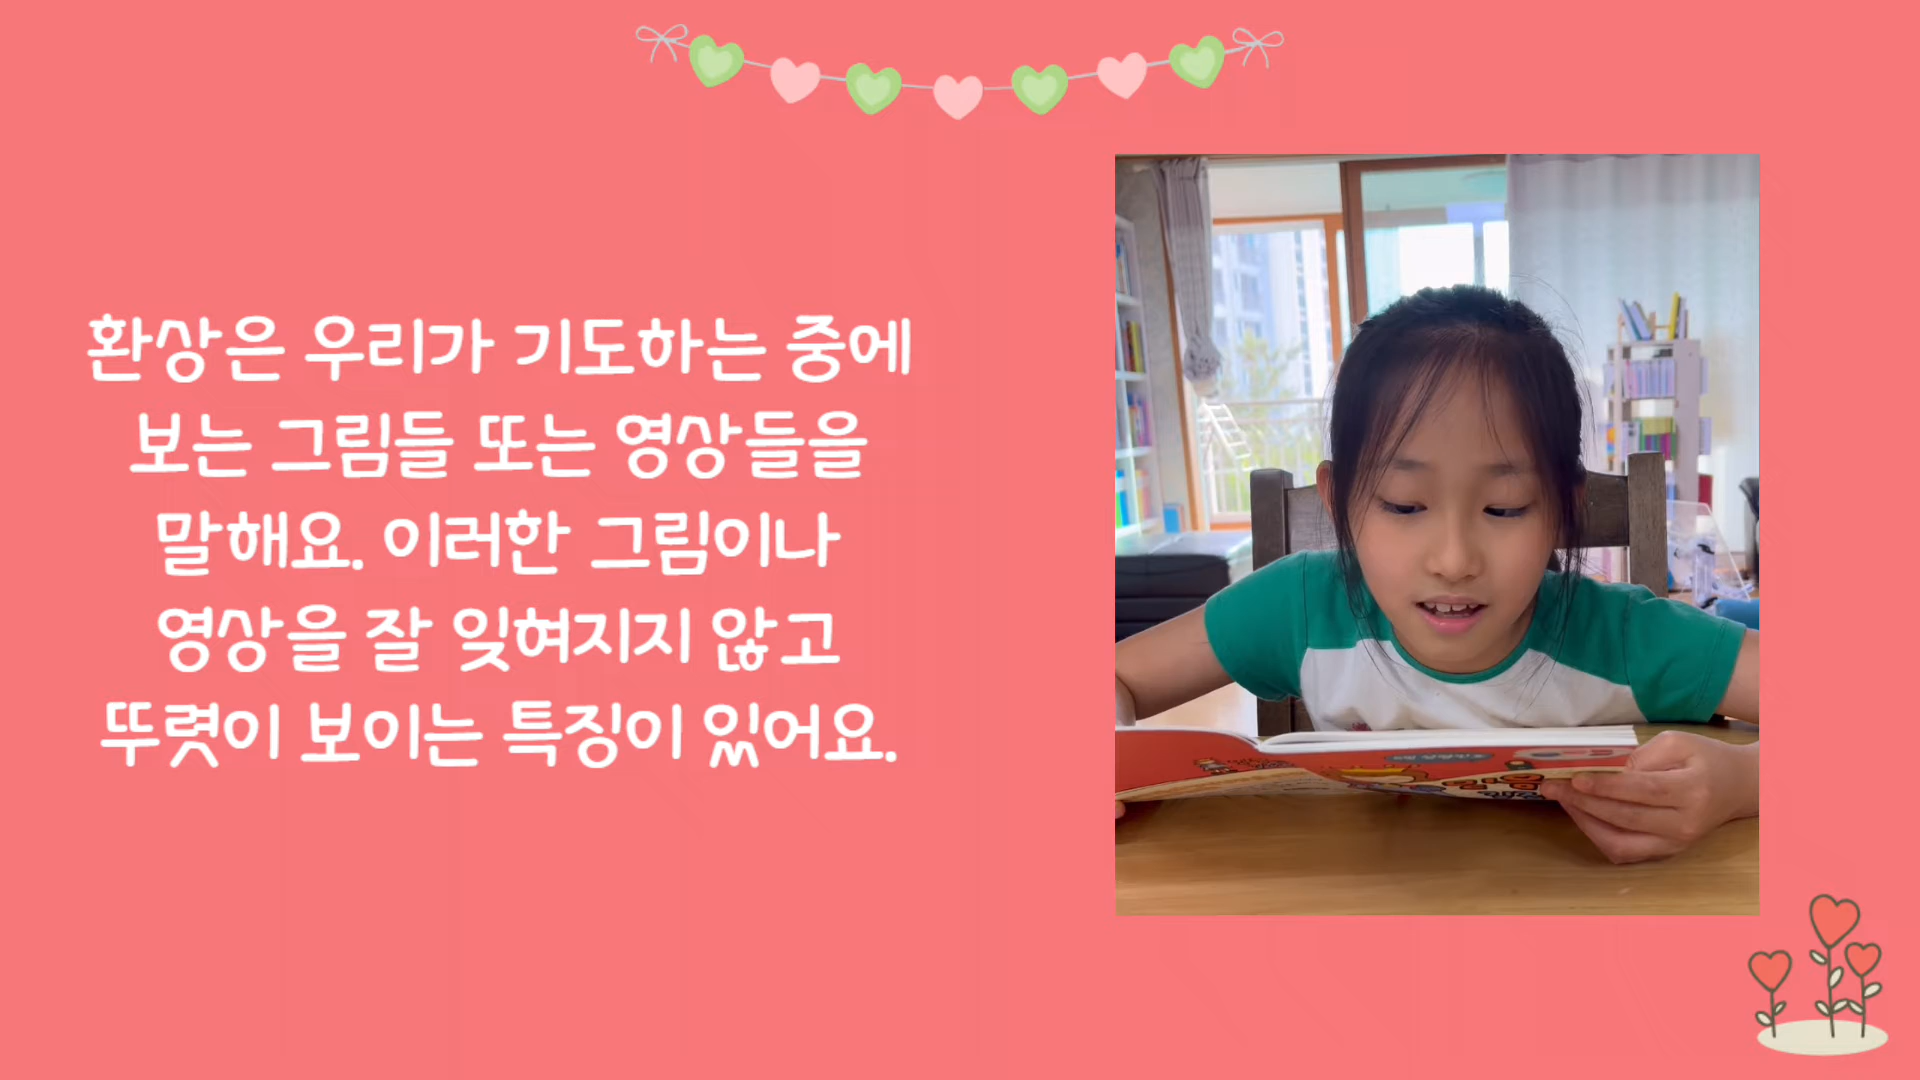 환상은 우리가 기도하는 중에
보는 그림들 또는 영상들을
말해요. 이러한 그림이나
영상을 잘 잊혀지지 않고
뚜렷이 보이는 특징이 있어요.